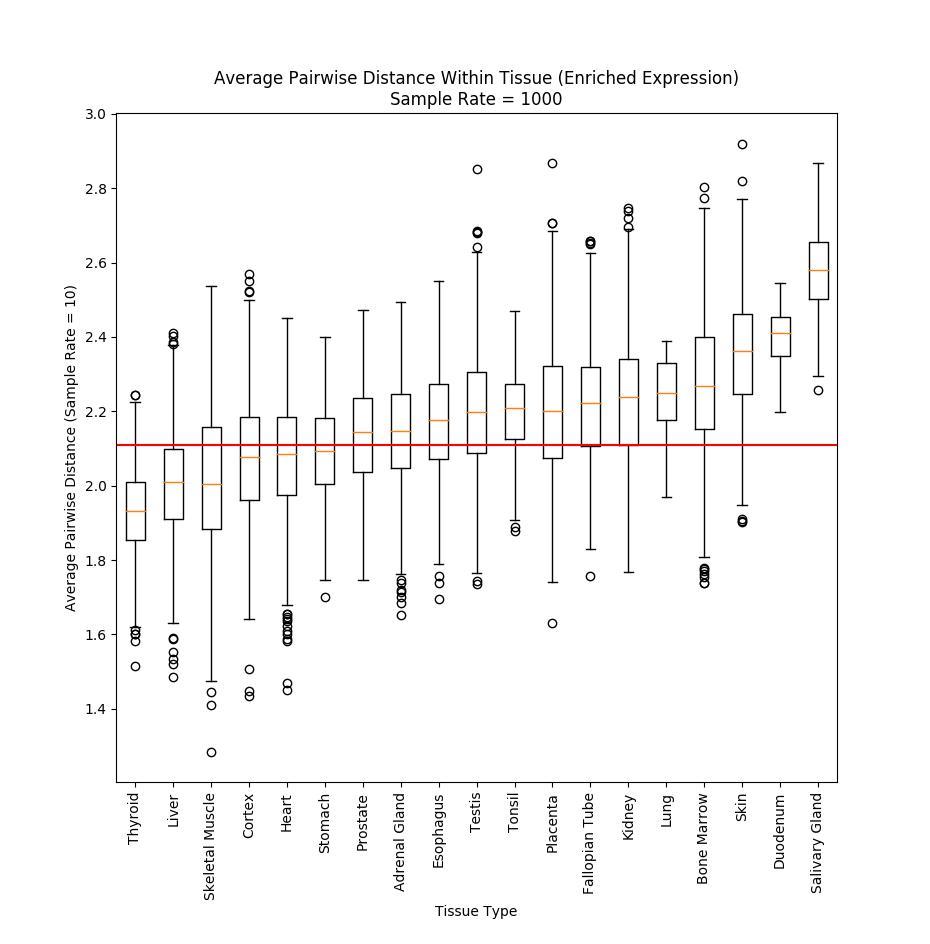 Average Pairwise Distance Within Tissue (Enriched Expression)
Sample Rate = 1000
Average Pairwise Distance (Sample Rate = 10)
3.0
2.8
2.6
2.4
2.2
2.0
1.8
1.6
1.4
Thyroid
Liver
Skeletal Muscle
Cortex
Heart
Stomach
Prostate
Adrenal Gland
Esophagus
Testis
Tonsil
Placenta
Fallopian Tube
Kidney
Lung
Bone Marrow
Skin
Duodenum
Salivary Gland
Tissue Type